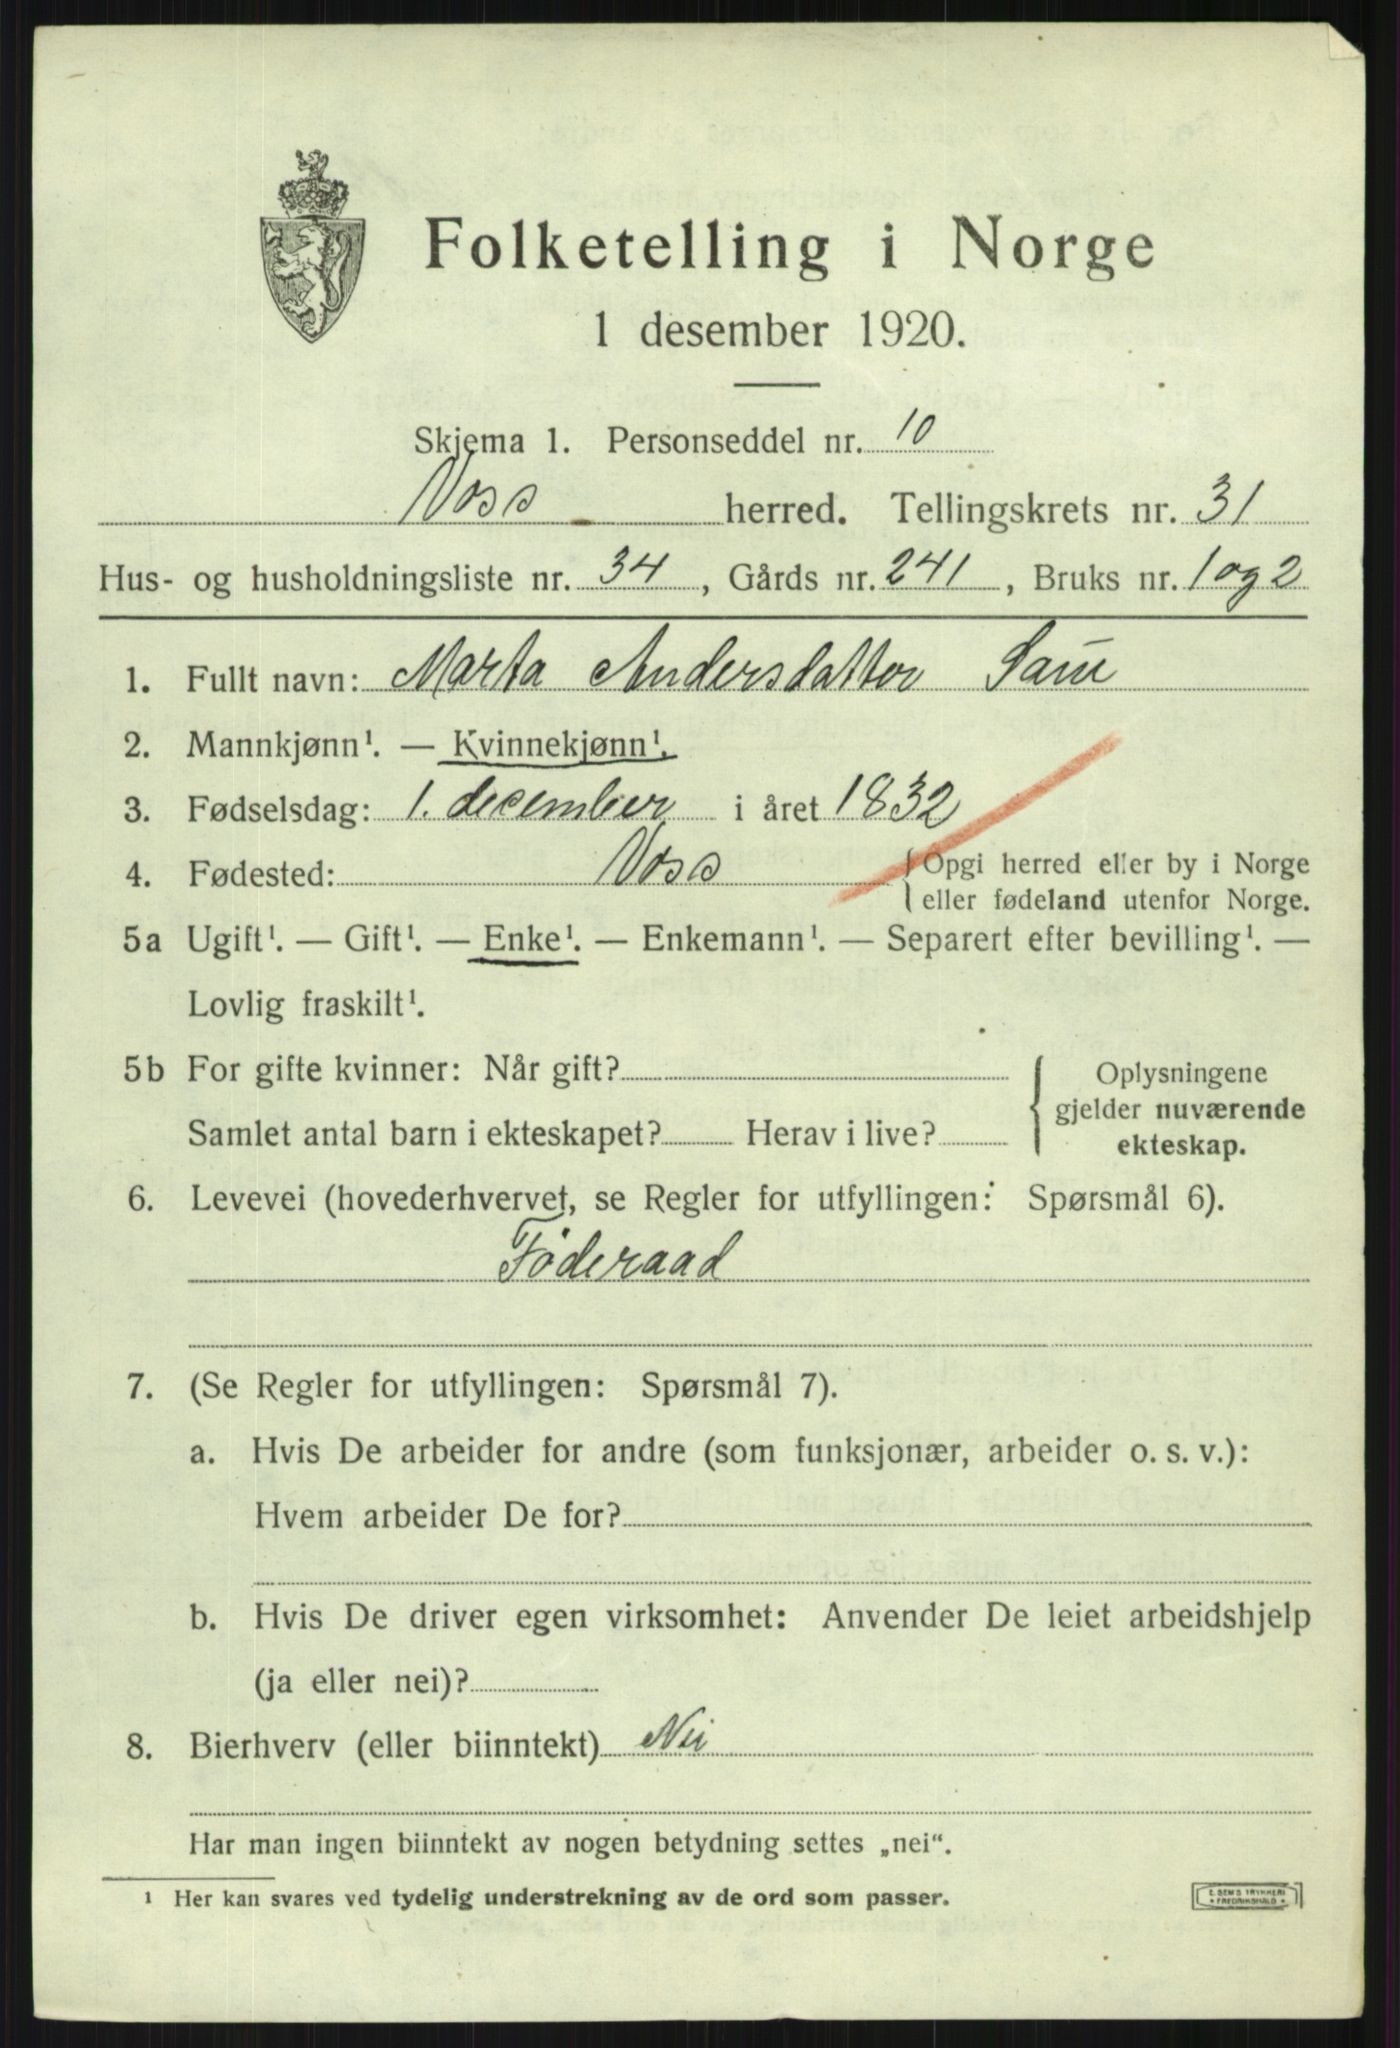 Folketelling i Norge
1 desember 1920.
Skjema 1. Personseddel nr. 10
Voss herred. Tellingskrets nr. 31
Hus- og husholdningsliste nr. 34, Gårds nr. 241, Bruks nr. 1 og 2
1. Fullt navn: Marta Andersdatter
2. Mannkjønn¹. — Kvinnekjønn¹.
3. Fødselsdag: 1. december i året 1832
4. Fødested: Voss {Opgi herred eller by i Norge
eller fødeland utenfor Norge.
5a Ugift¹. — Gift¹. — Enke¹. — Enkemann¹. — Separert efter bevilling¹. —
Lovlig fraskilt¹.
5b For gifte kvinner: Når gift?
Samlet antal barn i ekteskapet? Herav i live?
{Oplysningene
gjelder nuværende
ekteskap.
6. Levevei (hovederhvervet, se Regler for utfyllingen: Spørsmål 6).
Føderaad
7. (Se Regler for utfyllingen: Spørsmål 7).
a. Hvis De arbeider for andre (som funksjonær, arbeider o. s. v.):
Hvem arbeider De for?
b. Hvis De driver egen virksomhet: Anvender De leiet arbeidshjelp
(ja eller nei)?
8. Bierhverv (eller biinntekt) Nei
Har man ingen biinntekt av nogen betydning settes „nei“.
¹ Her kan svares ved tydelig understrekning av de ord som passer.
E. SEM'S TRYKKERI
FREDRIKSHALD